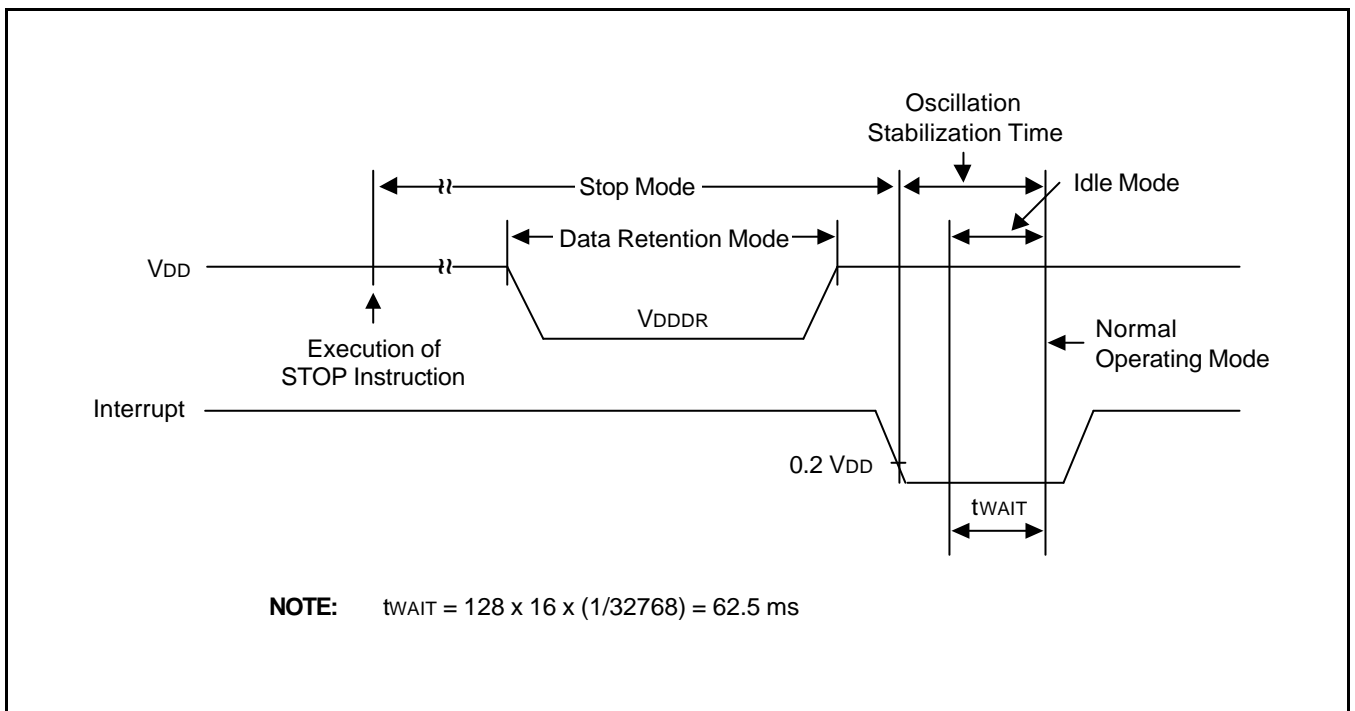 Oscillation
Stabilization Time
Stop Mode
Idle Mode
Data Retention Mode
VDD
VDDDR
Execution of
STOP Instruction
Normal
Operating Mode
Interrupt
0.2 VDD
tWAIT
NOTE: tWAIT = 128 x 16 x (1/32768) = 62.5 ms